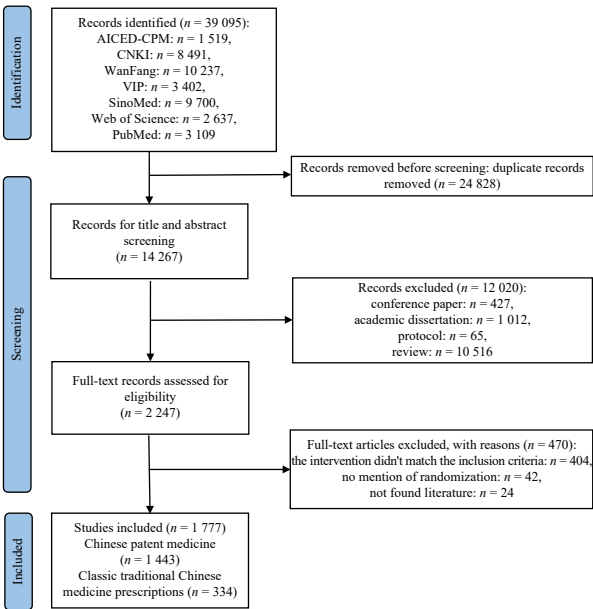 Identification
Records identified (n = 39 095):
AICED-CPM: n = 1 519,
CNKI: n = 8 491,
WanFang: n = 10 237,
VIP: n = 3 402,
SinoMed: n = 9 700,
Web of Science: n = 2 637,
PubMed: n = 3 109
Records removed before screening: duplicate records
removed (n = 24 828)
Screening
Records for title and abstract
screening
(n = 14 267)
Records excluded (n = 12 020):
conference paper: n = 427,
academic dissertation: n = 1 012,
protocol: n = 65,
review: n = 10 516
Full-text records assessed for
eligibility
(n = 2 247)
Full-text articles excluded, with reasons (n = 470):
the intervention didn't match the inclusion criteria: n = 404,
no mention of randomization: n = 42,
not found literature: n = 24
Included
Studies included (n = 1 777)
Chinese patent medicine
(n = 1 443)
Classic traditional Chinese
medicine prescriptions (n = 334)